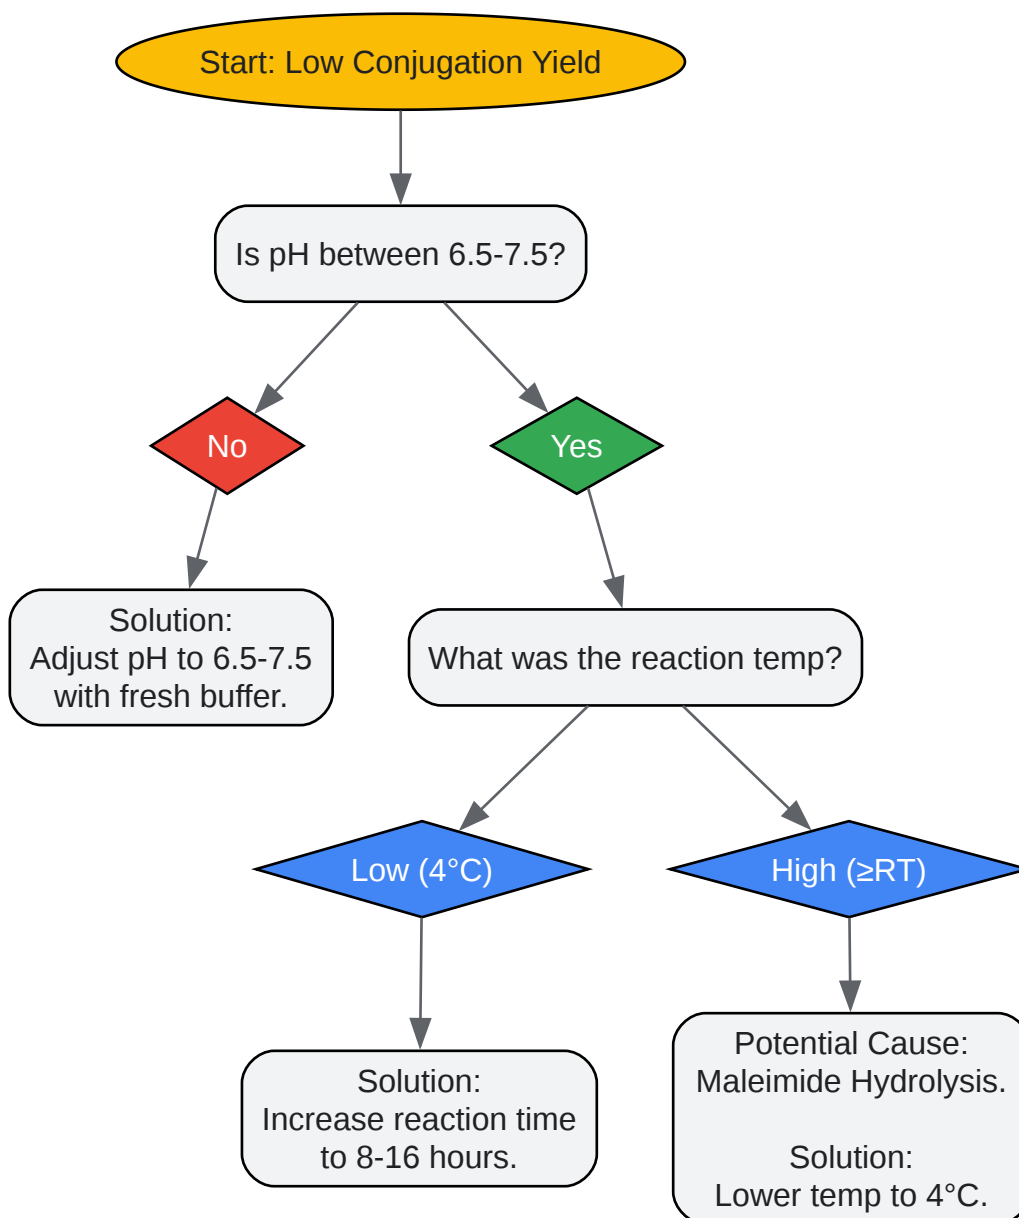 Start: Low Conjugation Yield
Is pH between 6.5-7.5?
No
Yes
Solution:
Adjust pH to 6.5-7.5
with fresh buffer.
What was the reaction temp?
Low (4°C)
High (≥RT)
Solution:
Increase reaction time
to 8-16 hours.
Potential Cause:
Maleimide Hydrolysis.
Solution:
Lower temp to 4°C.